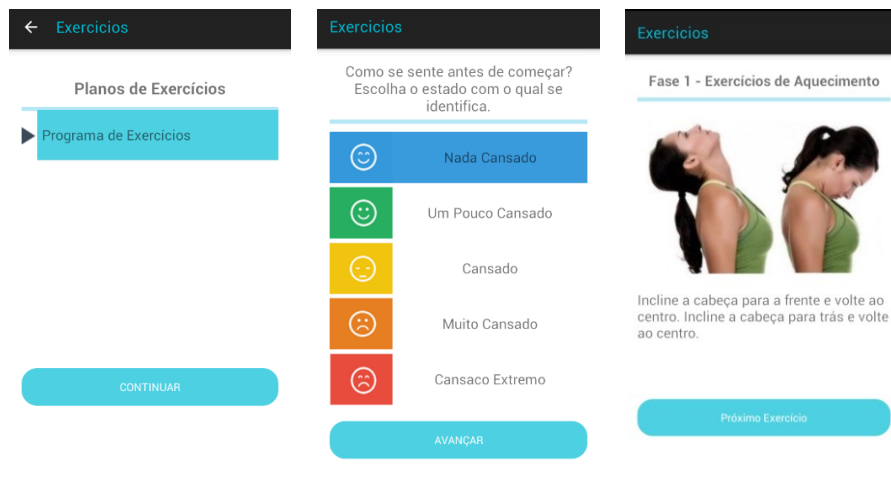 Exercicios
Planos de Exercícios
Programa de Exercícios
CONTINUAR
Exercicios
Como se sente antes de começar?
Escolha o estado com o qual se
identifica.
Nada Cansado
Um Pouco Cansado
Cansado
Muito Cansado
Cansaco Extremo
AVANÇAR
Exercicios
Fase 1 - Exercícios de Aquecimento
Incline a cabeça para a frente e volte ao
centro. Incline a cabeça para trás e volte
ao centro.
Próximo Exercício